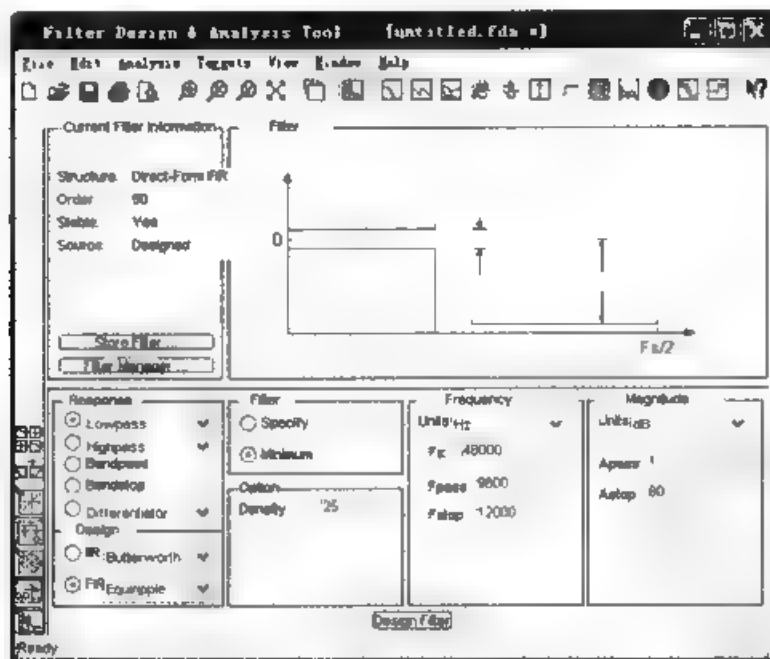 Filter Design & Analysis Tool [untitled.fda *]
File Edit Analysis Targets View Window Help
Current Filter Information
Structure Direct-Form FIR
Order 50
Stable Yes
Source Designed
Store Filter ...
Filter Manager ...
Filter
0
Fs/2
Response
Lowpass
Highpass
Bandpass
Bandstop
Differentiator
Design
IIR Butterworth
FIR Equiripple
Filter
Specify
Minimum
Option
Density
Frequency
Units: Hz
Fs 48000
Fpass 9600
Fstop 12000
Magnitude
Units: dB
Apass 1
Astop 80
Design Filter
Ready